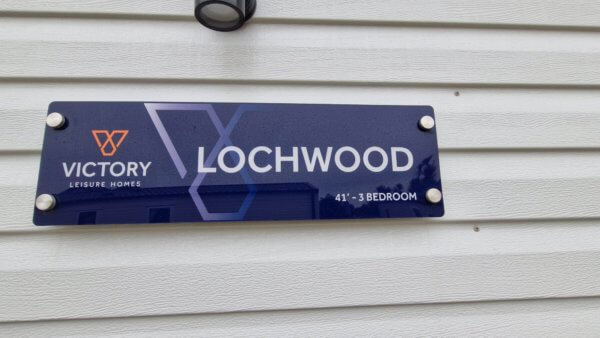 VICTORY
LEISURE HOMES
LOCHWOOD
41' - 3 BEDROOM